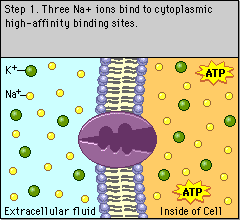 Step 1. Three Na+ ions bind to cytoplasmic
high-affinity binding sites.
K+
ATP
Na+
ATP
Extracellular fluid
Inside of Cell